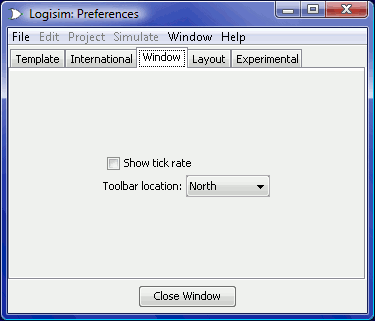 Logisim: Preferences
File Edit Project Simulate Window Help
Template International Window Layout Experimental
Show tick rate
Toolbar location: North
Close Window